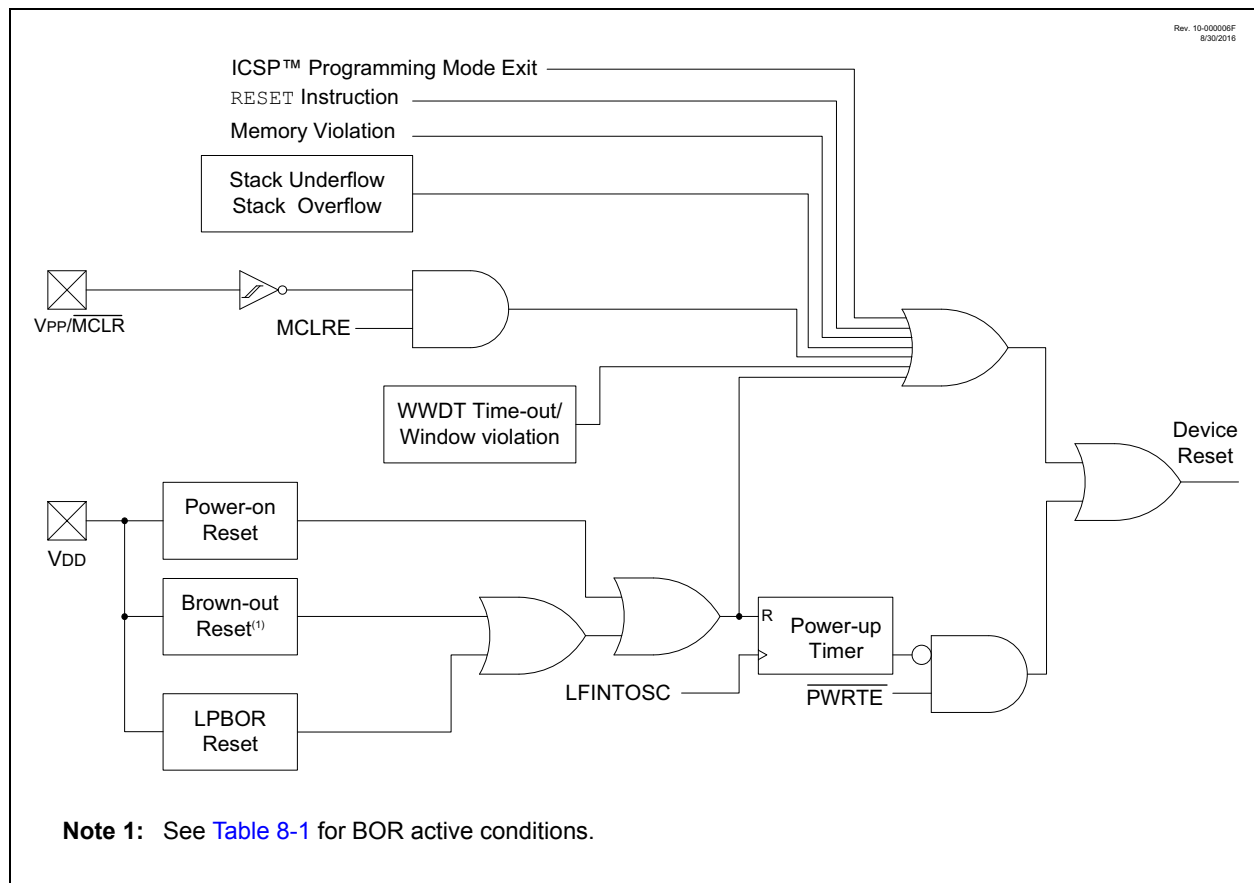 Rev. 10-000006F
8/30/2016
ICSP™ Programming Mode Exit
RESET Instruction
Memory Violation
Stack Underflow
Stack Overflow
VPP/MCLR
MCLRE
WWDT Time-out/
Window violation
Device
Reset
VDD
Power-on
Reset
Brown-out
Reset(1)
LPBOR
Reset
R
Power-up
Timer
LFINTOSC
PWRTE
Note 1: See Table 8-1 for BOR active conditions.